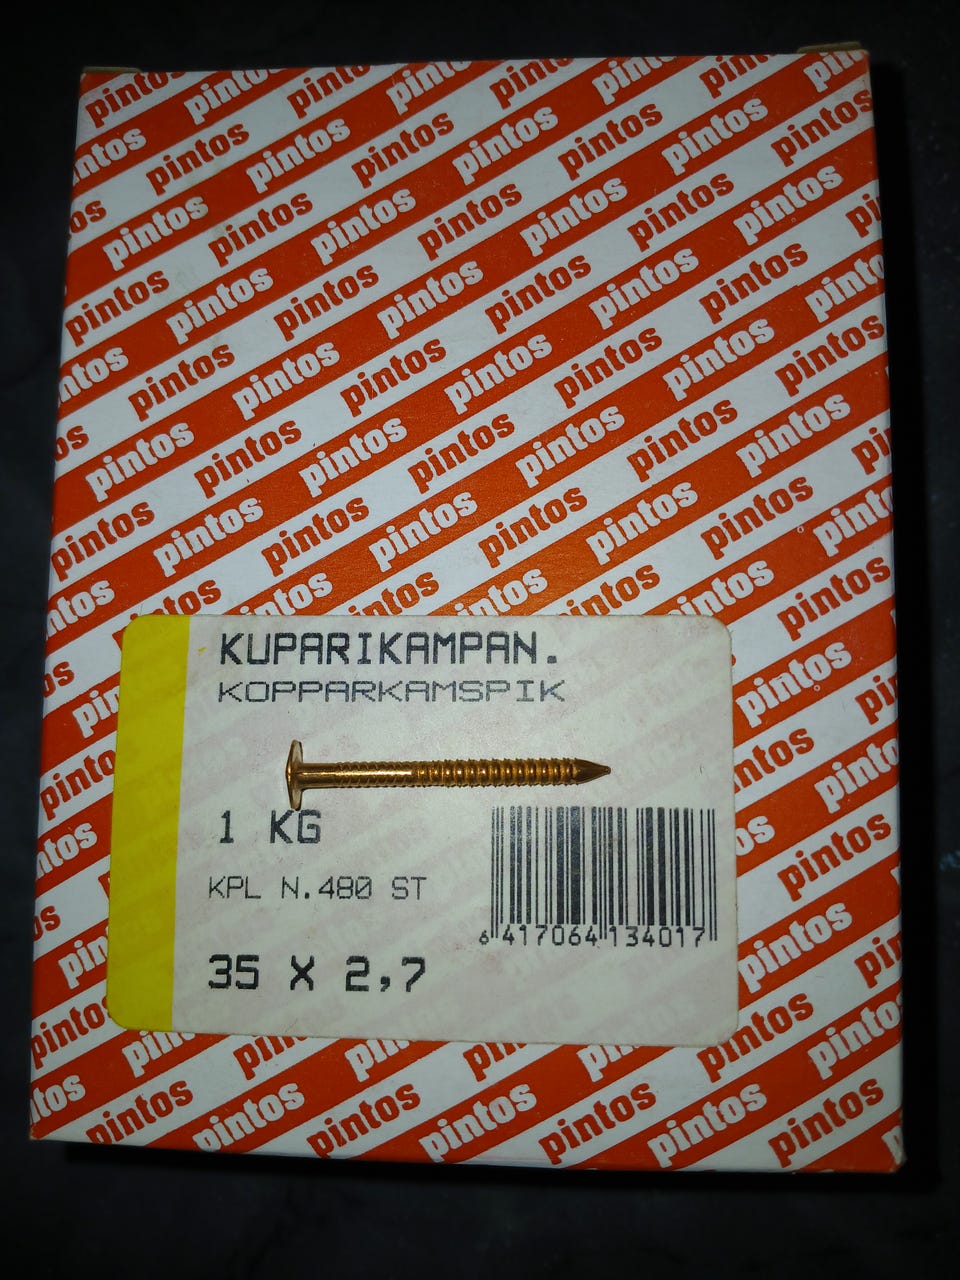 pintos
KUPARIKAMPAN.
KOPPARKAMSPIK
1 KG
KPL N.480 ST
35 X 2,7
6 417064 134017